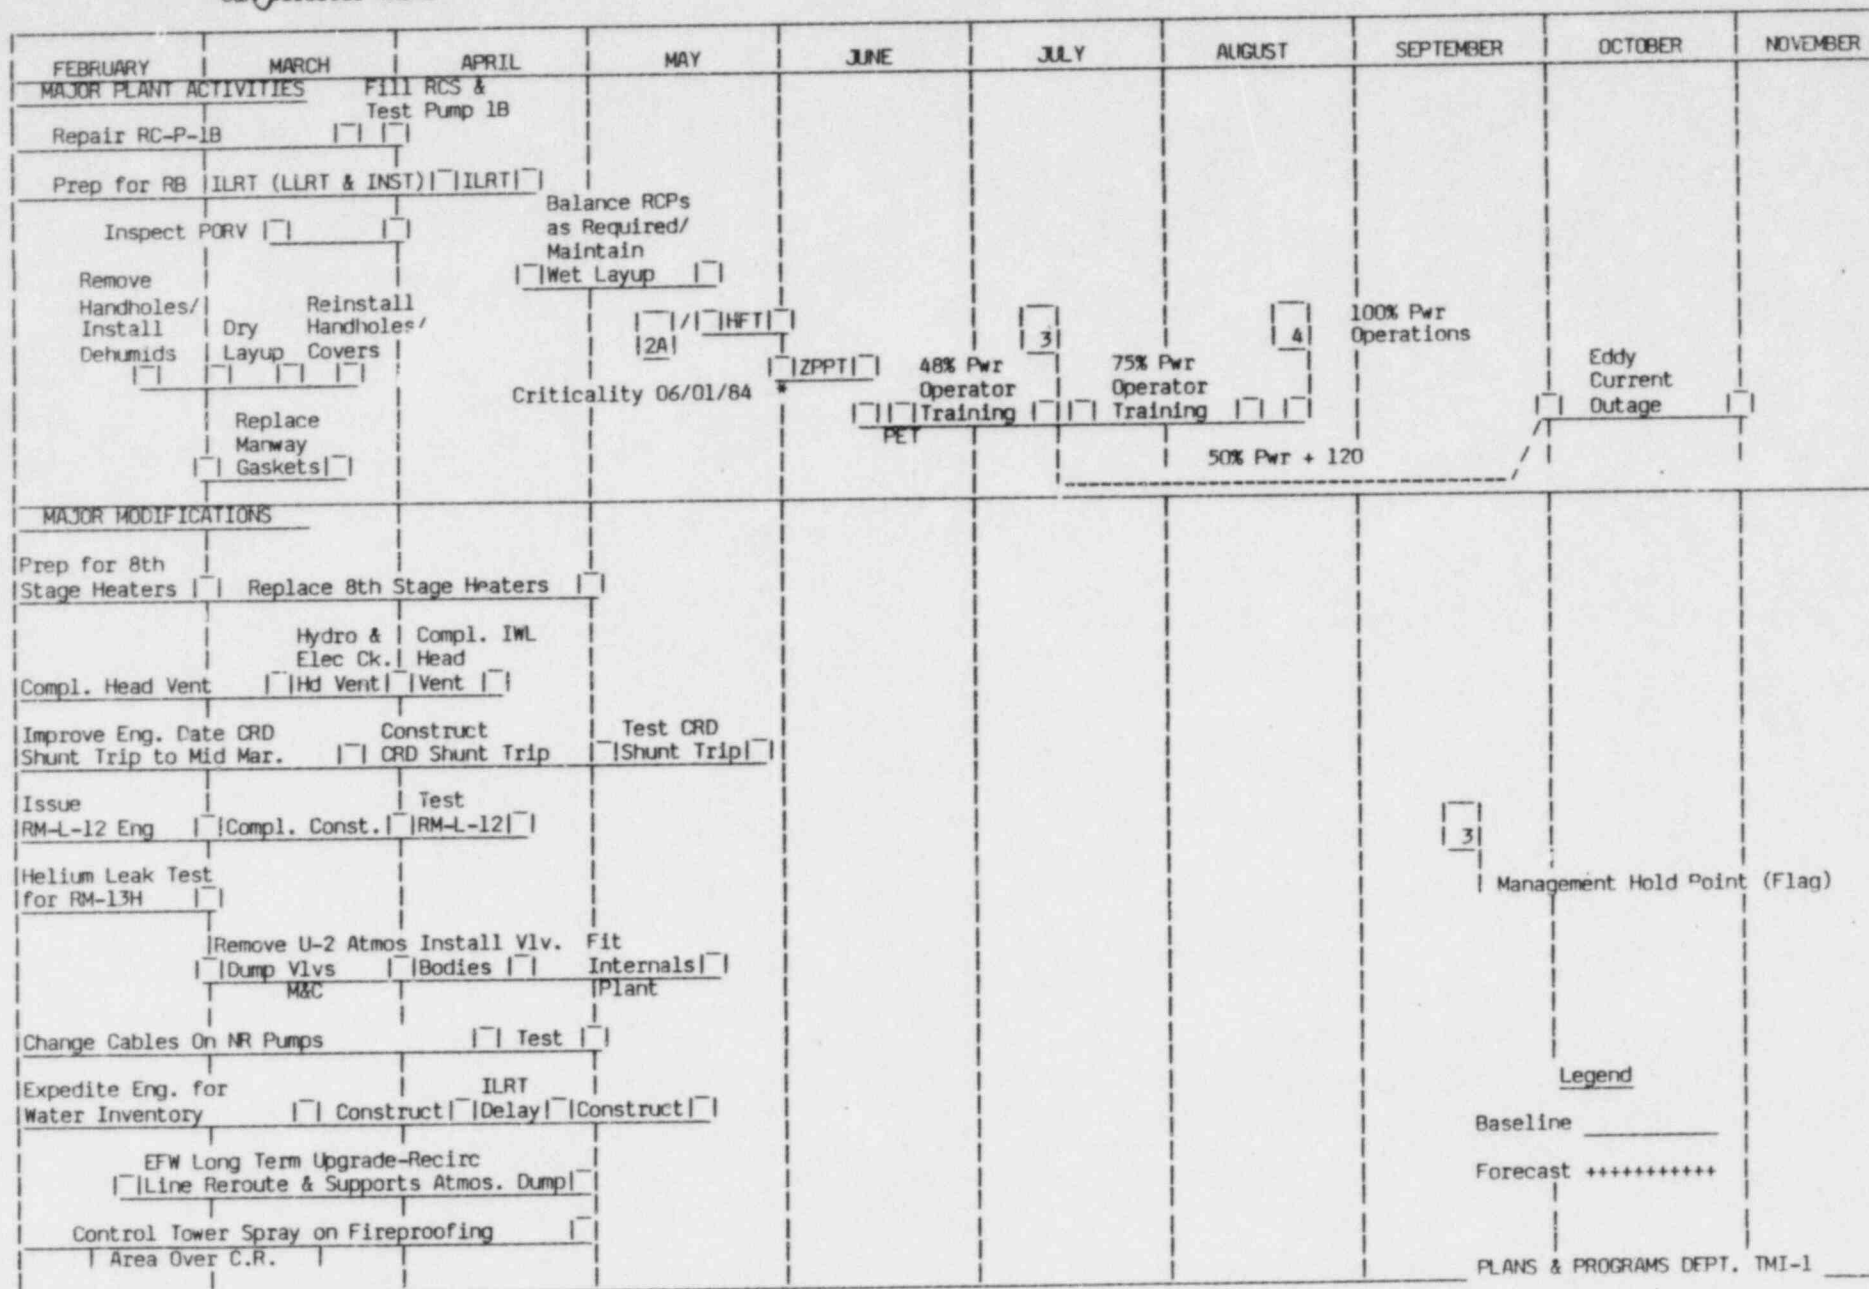 FEBRUARY MARCH APRIL MAY JUNE JULY AUGUST SEPTEMBER OCTOBER NOVEMBER
MAJOR PLANT ACTIVITIES
Fill RCS &
Test Pump 1B
Repair RC-P-1B
Prep for RB ILRT (LLRT & INST) ILRT
Inspect PORV
Balance RCPs
as Required/
Maintain
Wet Layup
Remove
Handholes/
Install
Dehumids
Dry
Layup
Reinstall
Handholes/
Covers
/ HFT
2A
3
4
100% Pwr
Operations
ZPPT
48% Pwr
Operator
Training
75% Pwr
Operator
Training
Criticality 06/01/84 *
PET
Eddy
Current
Outage
Replace
Manway
Gaskets
50% Pwr + 120
MAJOR MODIFICATIONS
Prep for 8th
Stage Heaters
Replace 8th Stage Heaters
Hydro &
Elec Ck.
Hd Vent
Compl. IWL
Head
Vent
Compl. Head Vent
Improve Eng. Date CRD
Shunt Trip to Mid Mar.
Construct
CRD Shunt Trip
Test CRD
Shunt Trip
Issue
RM-L-12 Eng
Compl. Const.
Test
RM-L-12
3
Management Hold Point (Flag)
Helium Leak Test
for RM-13H
Remove U-2 Atmos
Dump Vlvs
M&C
Install Vlv.
Bodies
Fit
Internals
Plant
Change Cables On NR Pumps
Test
Expedite Eng. for
Water Inventory
Construct
ILRT
Delay
Construct
EFW Long Term Upgrade-Recirc
Line Reroute & Supports Atmos. Dump
Control Tower Spray on Fireproofing
Area Over C.R.
Legend
Baseline
Forecast +++++++++++
PLANS & PROGRAMS DEPT. TMI-1